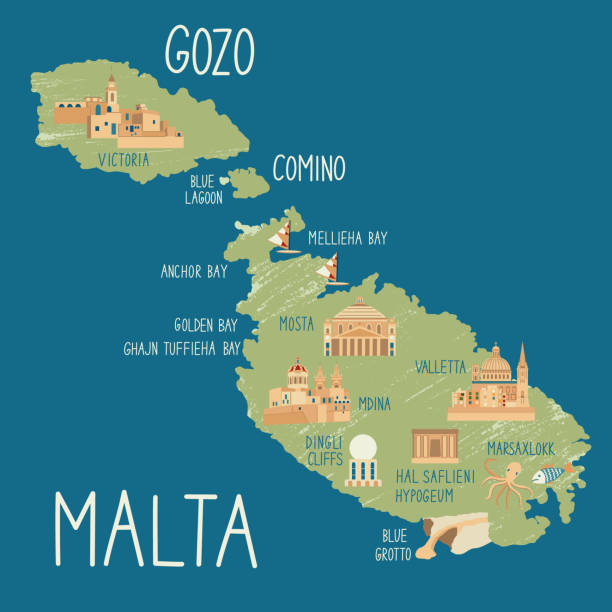 GOZO
VICTORIA
COMINO
BLUE
LAGOON
MELLIEHA BAY
ANCHOR BAY
GOLDEN BAY
GHAJN TUFFIEHA BAY
MOSTA
VALLETTA
MDINA
DINGLI
CLIFFS
HAL SAFLIENI
HYPOGEUM
MARSAXLOKK
BLUE
GROTTO
MALTA